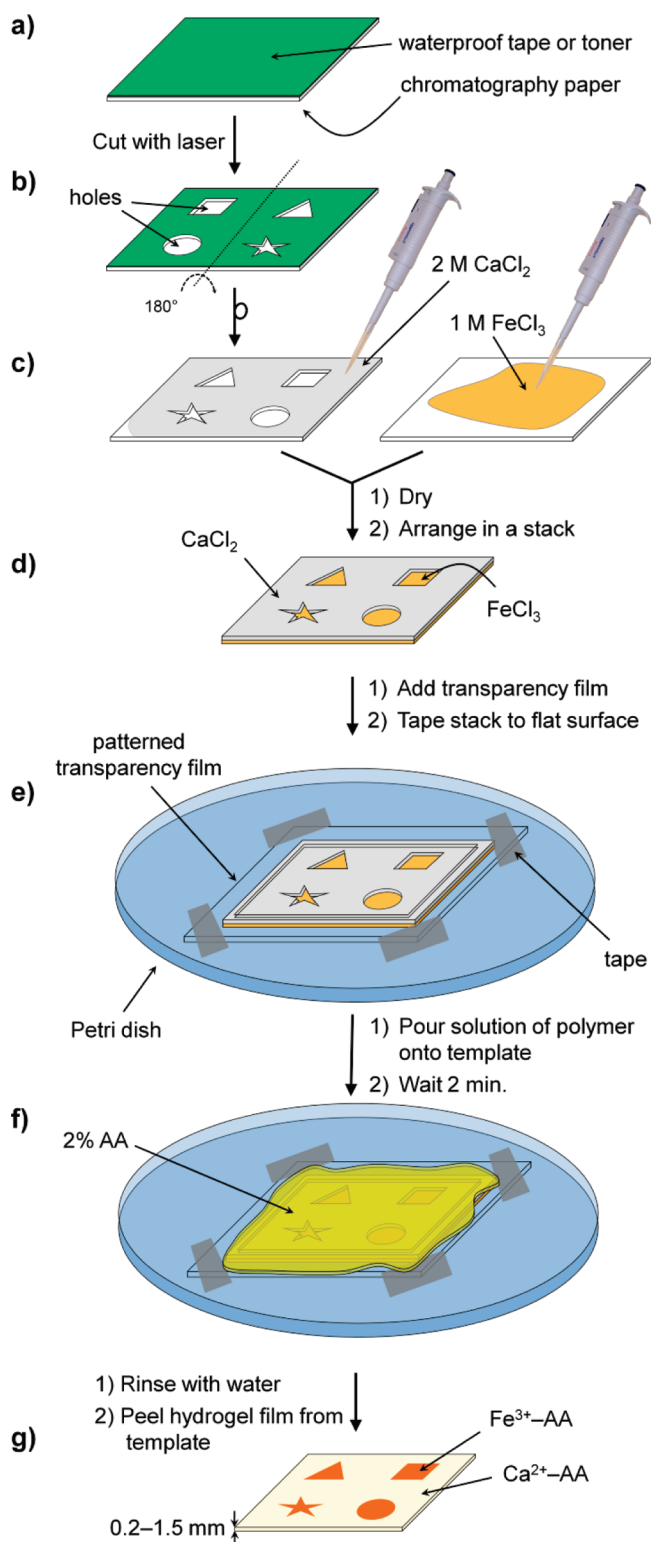 a)
waterproof tape or toner
chromatography paper
Cut with laser
b)
holes
180°
2 M CaCl₂
1 M FeCl₃
c)
1) Dry
2) Arrange in a stack
CaCl₂
d)
FeCl₃
1) Add transparency film
2) Tape stack to flat surface
patterned
transparency film
e)
tape
Petri dish
1) Pour solution of polymer
onto template
2) Wait 2 min.
f)
2% AA
1) Rinse with water
2) Peel hydrogel film from
template
g)
Fe³⁺–AA
Ca²⁺–AA
0.2–1.5 mm